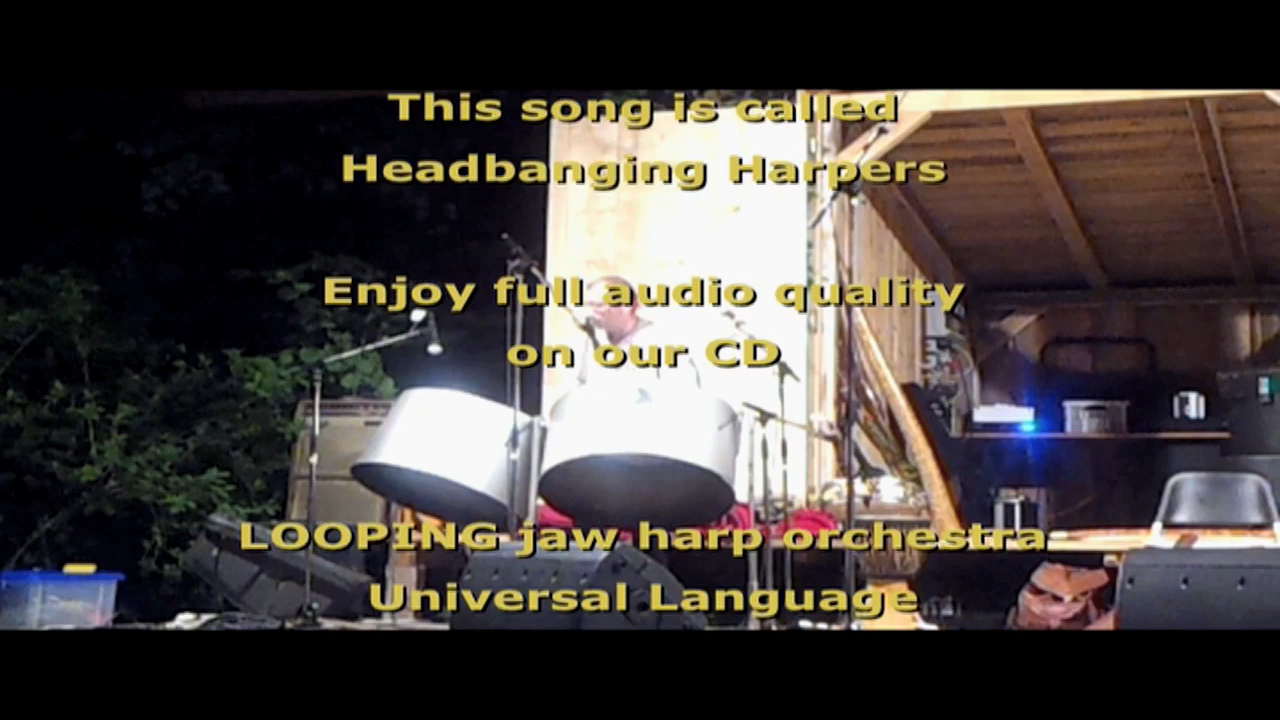 This song is called
Headbanging Harpers
Enjoy full audio quality
on our CD
LOOPING jaw harp orchestra
Universal Language